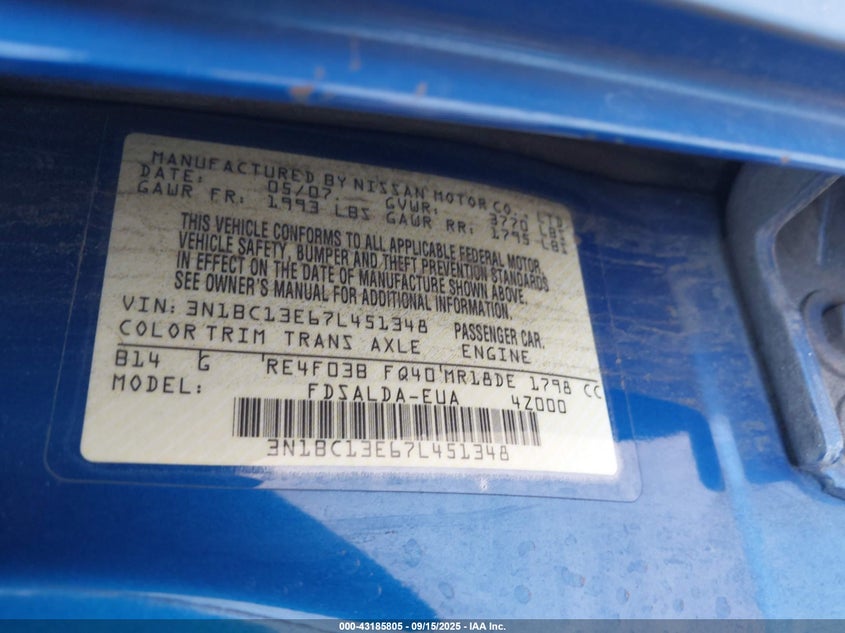 MANUFACTURED BY NISSAN MOTOR CO., LTD
DATE: 05/07 GVWR: 3770 LBS
GAWR FR: 1993 LBS GAWR RR: 1795 LBS
THIS VEHICLE CONFORMS TO ALL APPLICABLE FEDERAL MOTOR
VEHICLE SAFETY, BUMPER AND THEFT PREVENTION STANDARDS
IN EFFECT ON THE DATE OF MANUFACTURE SHOWN ABOVE.
SEE OWNER'S MANUAL FOR ADDITIONAL INFORMATION.
VIN: 3N1BC13E67L451348 PASSENGER CAR.
COLOR TRIM TRANS AXLE ENGINE
B14 G 'RE4F03B FQ40'MR18DE 1798 CC
MODEL: FDSALDA-EUA 4Z000
3N1BC13E67L451348
000-43185805 - 09/15/2025 - IAA Inc.